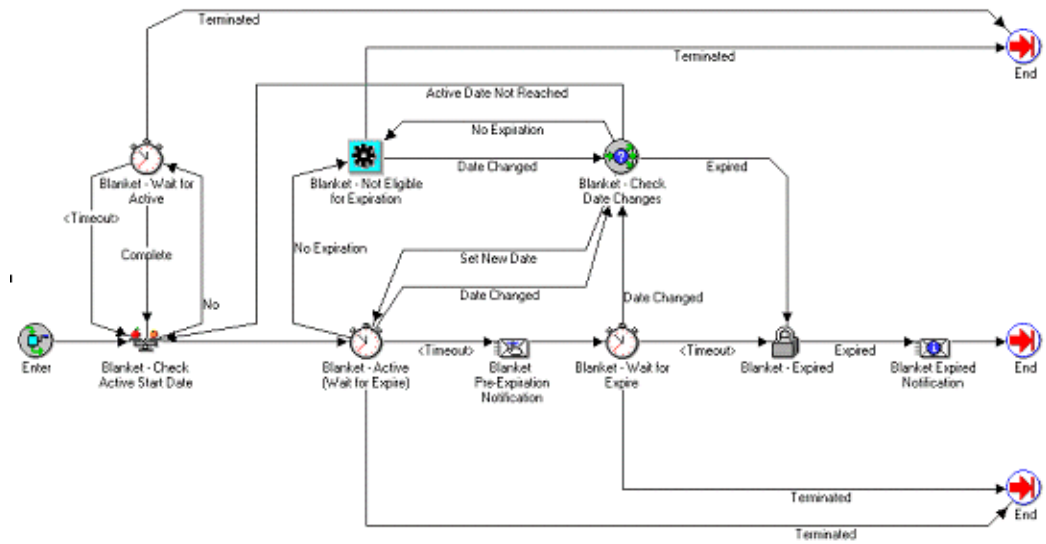 Terminated
Terminated
End
Active Date Not Reached
No Expiration
Date Changed
Expired
Blanket - Wait for
Active
Blanket - Not Eligible
for Expiration
Blanket - Check
Date Changes
<Timeout>
Complete
No
No Expiration
Set New Date
Date Changed
Date Changed
Enter
Blanket - Check
Active Start Date
Blanket - Active
(Wait for Expire)
<Timeout>
Blanket
Pre-Expiration
Notification
Blanket - Wait for
Expire
<Timeout>
Blanket - Expired
Expired
Blanket Expired
Notification
End
Terminated
End
Terminated